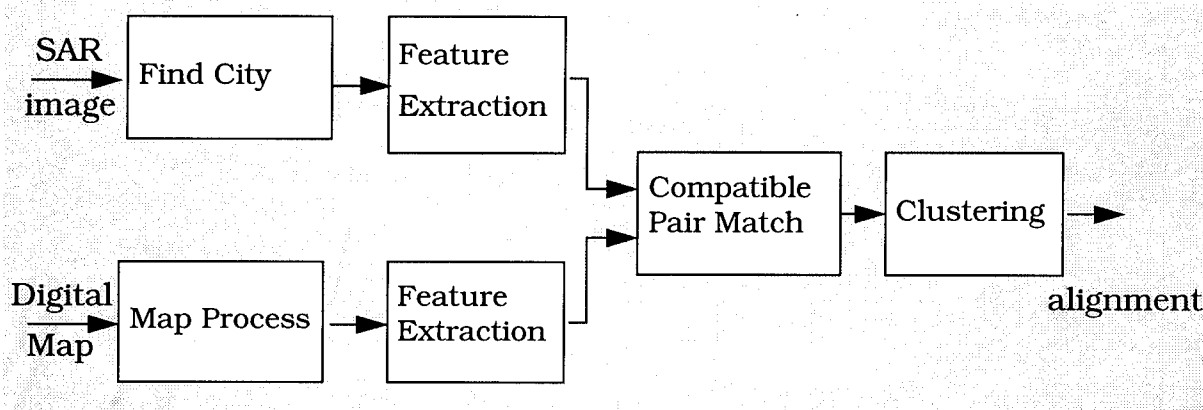 SAR
image
Find City
Feature
Extraction
Compatible
Pair Match
Clustering
alignment
Digital
Map
Map Process
Feature
Extraction